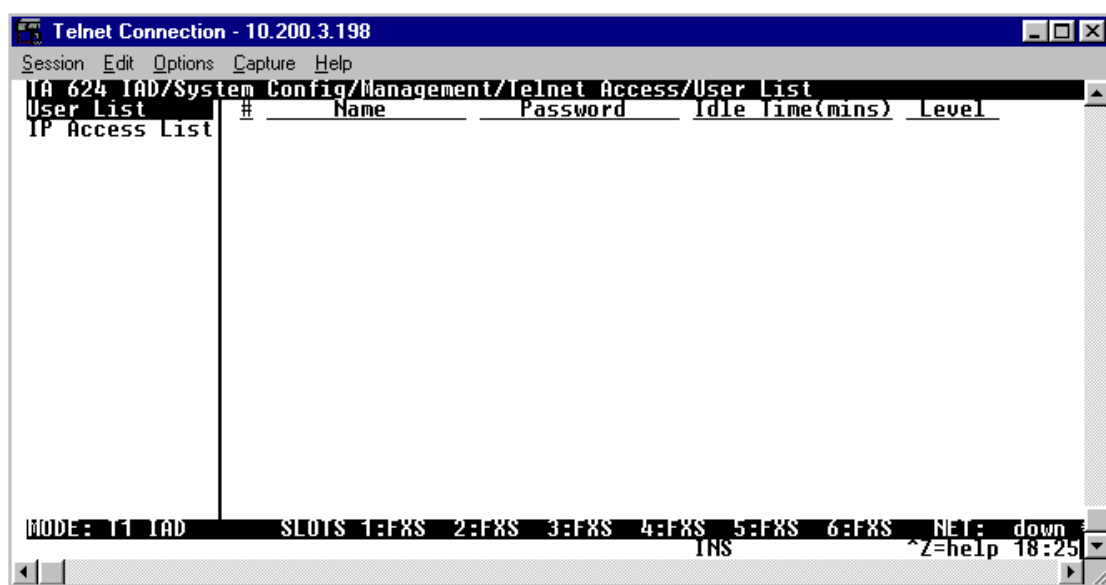 Telnet Connection - 10.200.3.198
Session Edit Options Capture Help
TA 624 IAD/System Config/Management/Telnet Access/User List
User List # Name Password Idle Time(mins) Level
IP Access List
MODE: T1 IAD SLOTS 1:FXS 2:FXS 3:FXS 4:FXS 5:FXS 6:FXS NET: down
INS ^Z=help 18:25